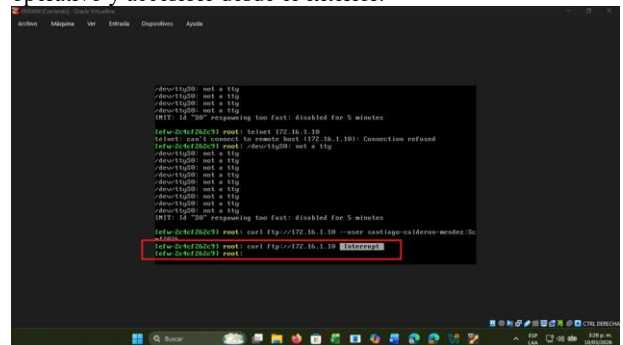 operativo y accesible desde el exterior.
ENDIAN [Corriendo] - Oracle VirtualBox
Archivo Máquina Ver Entrada Dispositivos Ayuda
/dev/ttyS0: not a tty
/dev/ttyS0: not a tty
/dev/ttyS0: not a tty
/dev/ttyS0: not a tty
INIT: Id "S0" respawning too fast: disabled for 5 minutes
[efw-2c4cf262c9] root: telnet 172.16.1.10
telnet: can't connect to remote host (172.16.1.10): Connection refused
[efw-2c4cf262c9] root: /dev/ttyS0: not a tty
/dev/ttyS0: not a tty
/dev/ttyS0: not a tty
/dev/ttyS0: not a tty
/dev/ttyS0: not a tty
/dev/ttyS0: not a tty
/dev/ttyS0: not a tty
/dev/ttyS0: not a tty
/dev/ttyS0: not a tty
INIT: Id "S0" respawning too fast: disabled for 5 minutes
[efw-2c4cf262c9] root: curl ftp://172.16.1.10 --user santiago-calderon-mendez:Sc
[efw-2c4cf262c9] root: curl ftp://172.16.1.10 Interrupt
[efw-2c4cf262c9] root:
CTRL DERECHA
Buscar
ESP
LAA
3:28 p. m.
10/03/2026